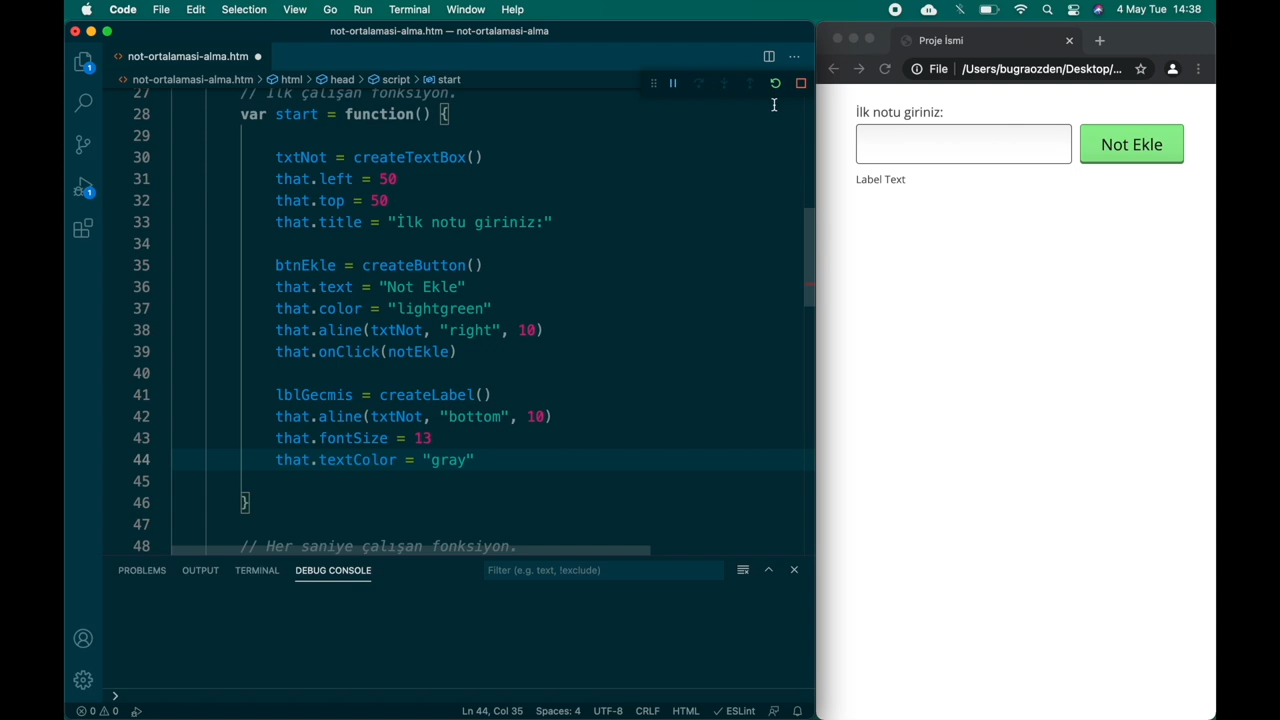 Code File Edit Selection View Go Run Terminal Window Help
4 May Tue 14:38
not-ortalamasi-alma.htm — not-ortalamasi-alma
not-ortalamasi-alma.htm
not-ortalamasi-alma.htm > html > head > script > start
27 // İlk çalışan fonksiyon.
28 var start = function() {
29
30 txtNot = createTextBox()
31 that.left = 50
32 that.top = 50
33 that.title = "İlk notu giriniz:"
34
35 btnEkle = createButton()
36 that.text = "Not Ekle"
37 that.color = "lightgreen"
38 that.aline(txtNot, "right", 10)
39 that.onClick(notEkle)
40
41 lblGecmis = createLabel()
42 that.aline(txtNot, "bottom", 10)
43 that.fontSize = 13
44 that.textColor = "gray"
45
46 }
47
48 // Her saniye çalışan fonksiyon.
1
1
PROBLEMS OUTPUT TERMINAL DEBUG CONSOLE
Filter (e.g. text, !exclude)
0 0
Ln 44, Col 35 Spaces: 4 UTF-8 CRLF HTML ESLint
Proje İsmi
File /Users/bugraozden/Desktop/...
İlk notu giriniz:
Not Ekle
Label Text